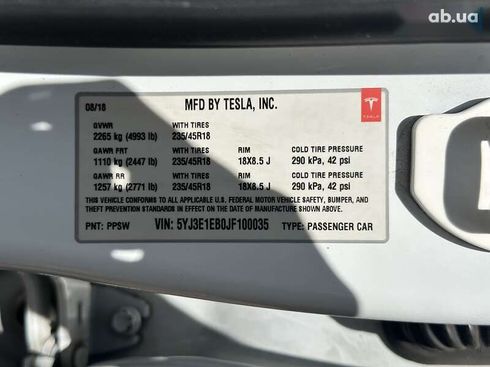 ab.ua
08/18 MFD BY TESLA, INC.
TESLA
GVWR WITH TIRES
2265 kg (4993 lb) 235/45R18
GAWR FRT WITH TIRES RIM COLD TIRE PRESSURE
1110 kg (2447 lb) 235/45R18 18X8.5 J 290 kPa, 42 psi
GAWR RR WITH TIRES RIM COLD TIRE PRESSURE
1257 kg (2771 lb) 235/45R18 18X8.5 J 290 kPa, 42 psi
THIS VEHICLE CONFORMS TO ALL APPLICABLE U.S. FEDERAL MOTOR VEHICLE SAFETY, BUMPER, AND
THEFT PREVENTION STANDARDS IN EFFECT ON THE DATE OF MANUFACTURE SHOWN ABOVE.
PNT: PPSW VIN: 5YJ3E1EB0JF100035 TYPE: PASSENGER CAR